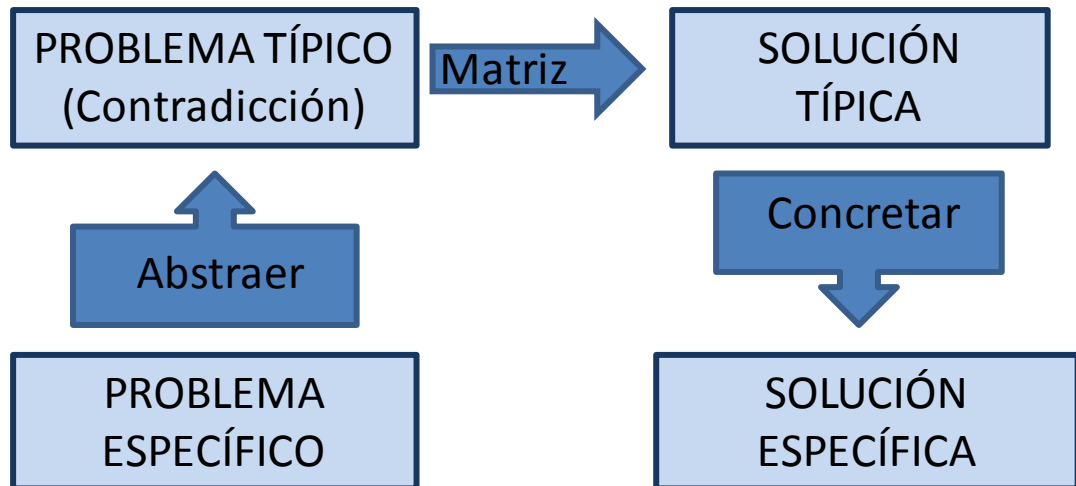 PROBLEMA TÍPICO
(Contradicción)
Matriz
SOLUCIÓN
TÍPICA
Abstraer
Concretar
PROBLEMA
ESPECÍFICO
SOLUCIÓN
ESPECÍFICA